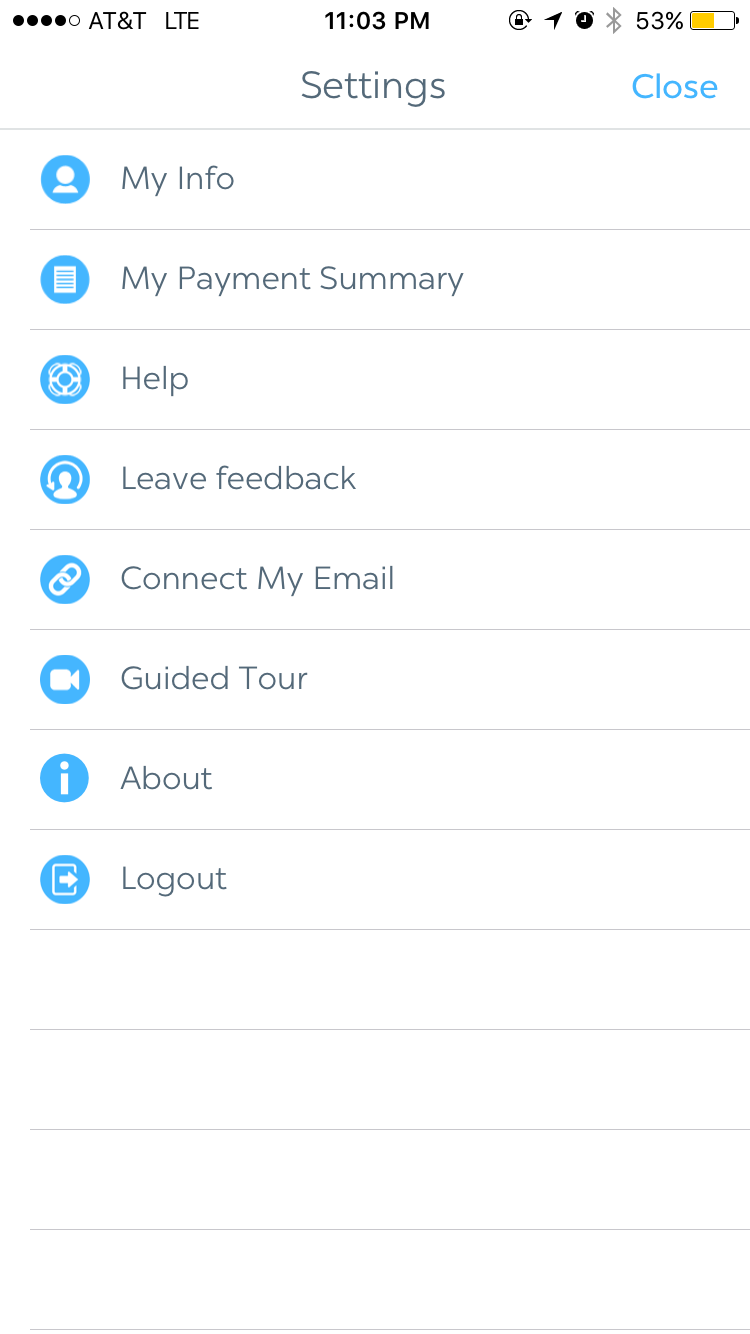 AT&T LTE 11:03 PM 53%
Settings Close
My Info
My Payment Summary
Help
Leave feedback
Connect My Email
Guided Tour
About
Logout